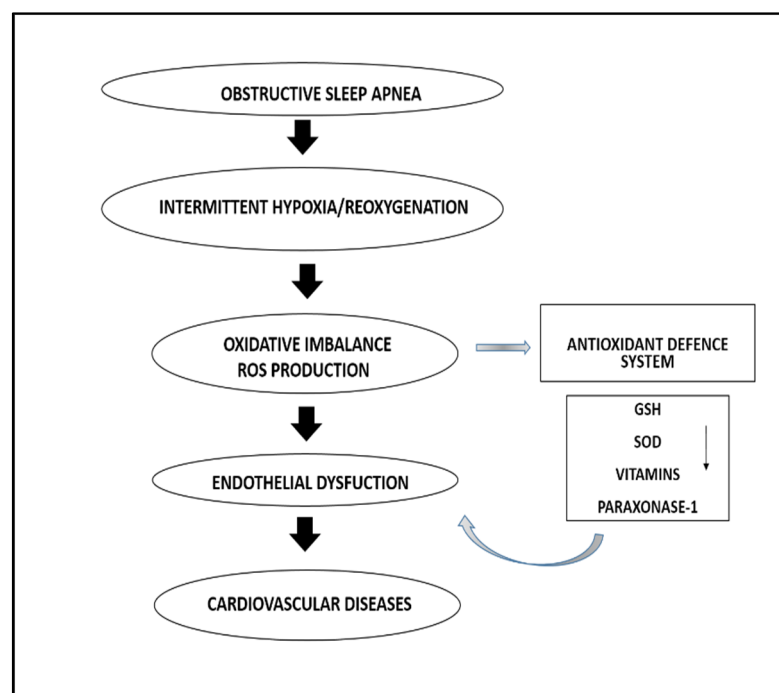 OBSTRUCTIVE SLEEP APNEA
INTERMITTENT HYPOXIA/REOXYGENATION
OXIDATIVE IMBALANCE
ROS PRODUCTION
ANTIOXIDANT DEFENCE
SYSTEM
GSH
SOD
VITAMINS
PARAXONASE-1
ENDOTHELIAL DYSFUCTION
CARDIOVASCULAR DISEASES